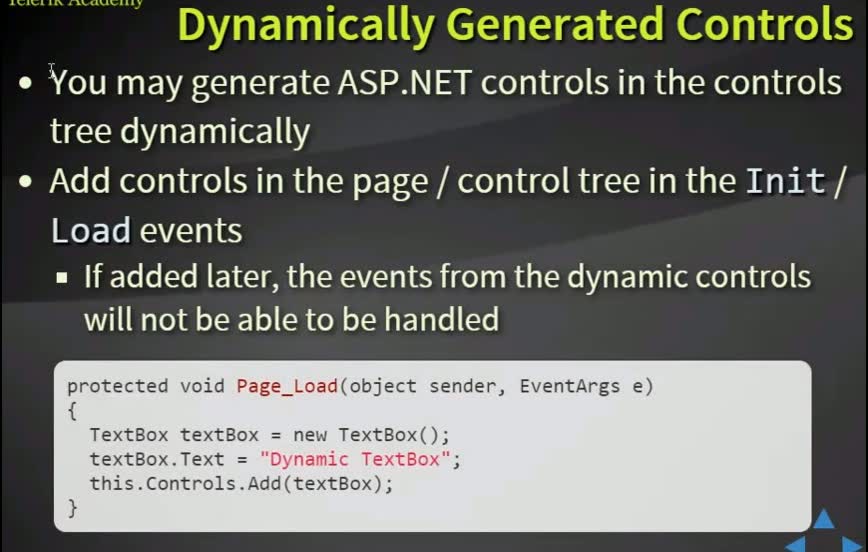 Telerik Academy
Dynamically Generated Controls
• You may generate ASP.NET controls in the controls
tree dynamically
• Add controls in the page / control tree in the Init /
Load events
▪ If added later, the events from the dynamic controls
will not be able to be handled
protected void Page_Load(object sender, EventArgs e)
{
TextBox textBox = new TextBox();
textBox.Text = "Dynamic TextBox";
this.Controls.Add(textBox);
}